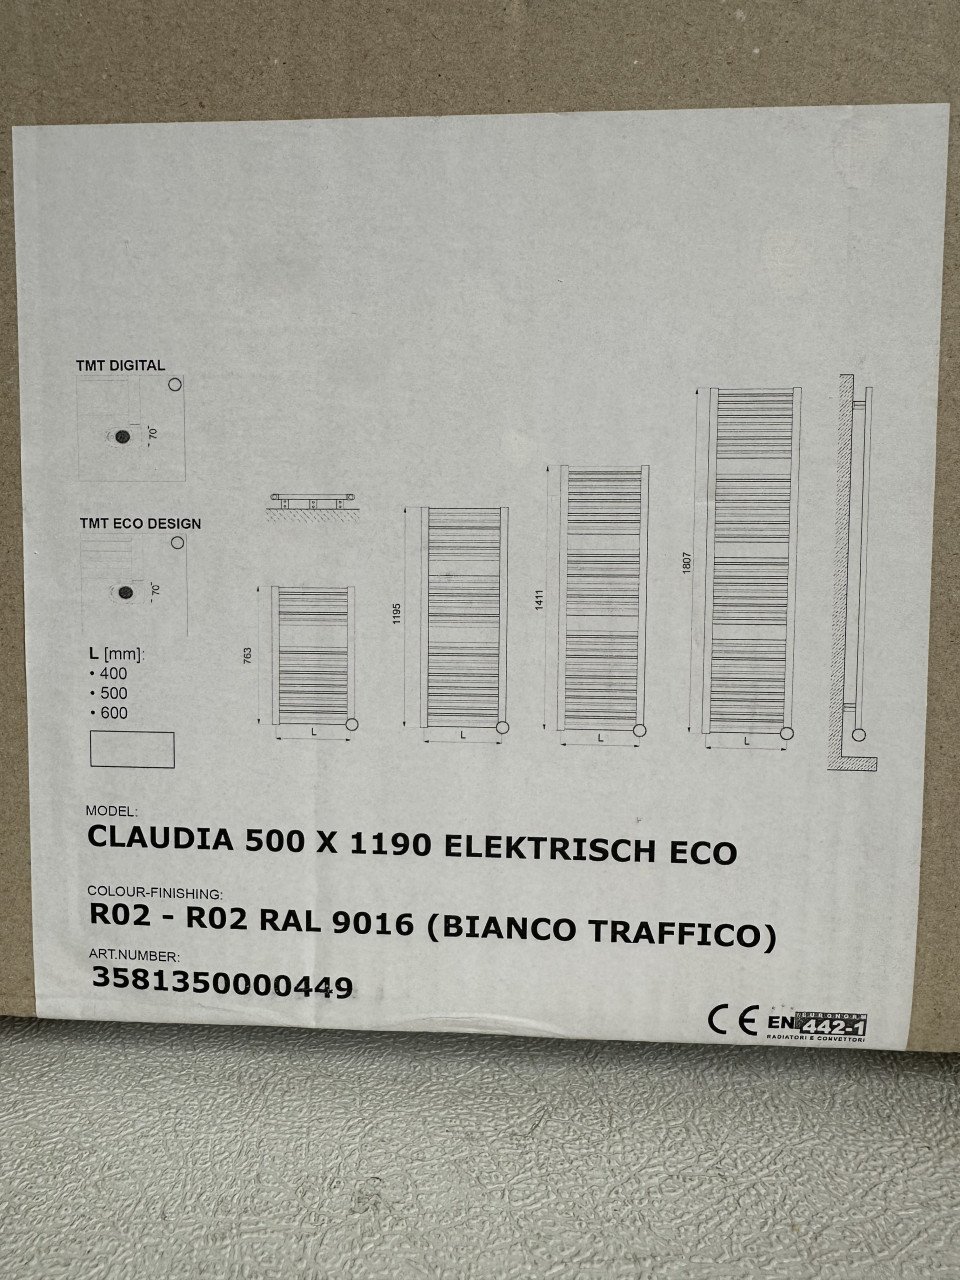 TMT DIGITAL
70
TMT ECO DESIGN
70
L [mm]:
• 400
• 500
• 600
763
L
1195
L
1411
L
1807
L
MODEL:
CLAUDIA 500 X 1190 ELEKTRISCH ECO
COLOUR-FINISHING:
R02 - R02 RAL 9016 (BIANCO TRAFFICO)
ART.NUMBER:
3581350000449
CE EN EURONORM 442-1
RADIATORI E CONVETTORI